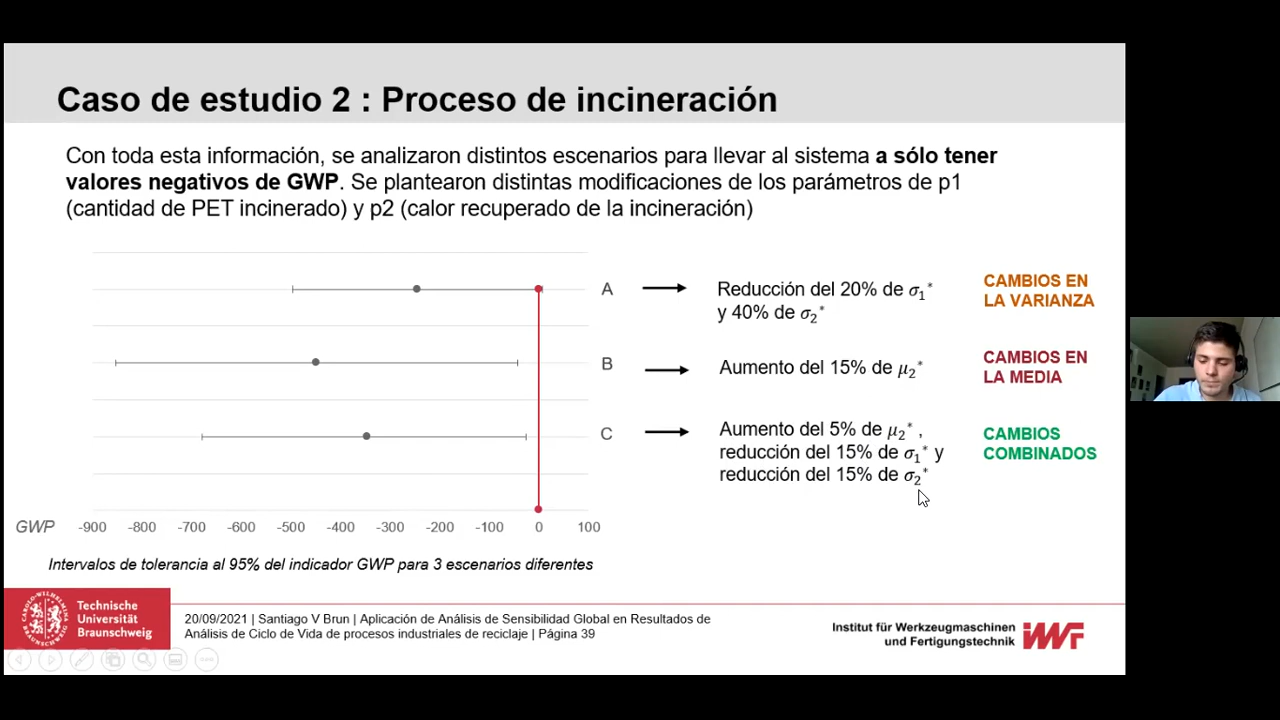 Caso de estudio 2 : Proceso de incineración
Con toda esta información, se analizaron distintos escenarios para llevar al sistema a sólo tener
valores negativos de GWP. Se plantearon distintas modificaciones de los parámetros de p1
(cantidad de PET incinerado) y p2 (calor recuperado de la incineración)
A
Reducción del 20% de σ₁*
y 40% de σ₂*
CAMBIOS EN
LA VARIANZA
B
Aumento del 15% de μ₂*
CAMBIOS EN
LA MEDIA
C
Aumento del 5% de μ₂* ,
reducción del 15% de σ₁* y
reducción del 15% de σ₂*
CAMBIOS
COMBINADOS
GWP -900 -800 -700 -600 -500 -400 -300 -200 -100 0 100
Intervalos de tolerancia al 95% del indicador GWP para 3 escenarios diferentes
Technische
Universität
Braunschweig
20/09/2021 | Santiago V Brun | Aplicación de Análisis de Sensibilidad Global en Resultados de
Análisis de Ciclo de Vida de procesos industriales de reciclaje | Página 39
Institut für Werkzeugmaschinen
und Fertigungstechnik
iWF